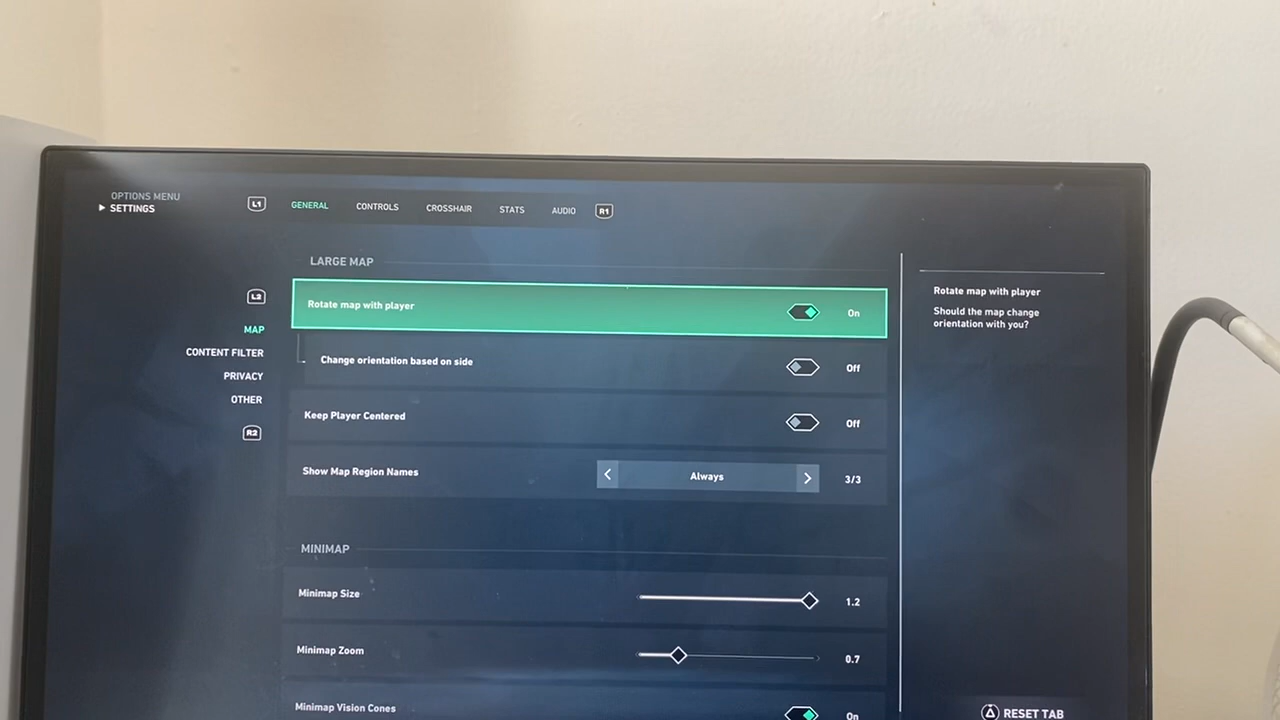 OPTIONS MENU
SETTINGS
L1 GENERAL CONTROLS CROSSHAIR STATS AUDIO R1
L2
MAP
CONTENT FILTER
PRIVACY
OTHER
R2
LARGE MAP
Rotate map with player On
Change orientation based on side Off
Keep Player Centered Off
Show Map Region Names Always 3/3
MINIMAP
Minimap Size 1.2
Minimap Zoom 0.7
Minimap Vision Cones On
Rotate map with player
Should the map change
orientation with you?
RESET TAB